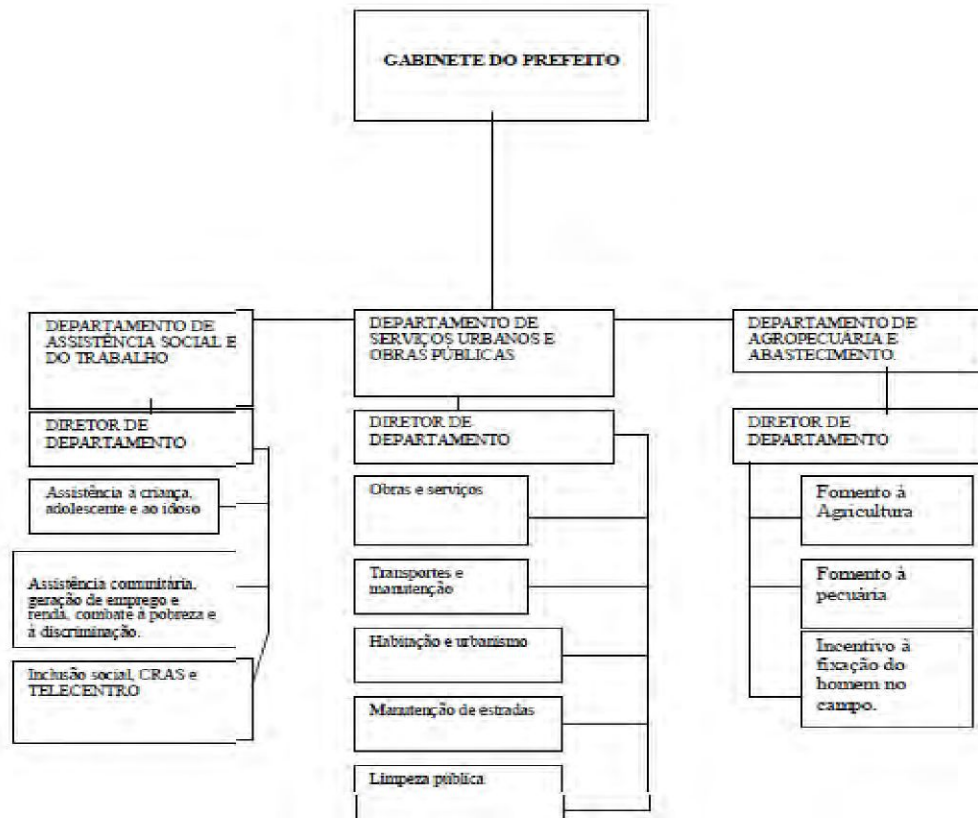 GABINETE DO PREFEITO
DEPARTAMENTO DE
ASSISTÊNCIA SOCIAL E
DO TRABALHO
DIRETOR DE
DEPARTAMENTO
Assistência à criança,
adolescente e ao idoso
Assistência comunitária,
geração de emprego e
renda, combate à pobreza e
à discriminação.
Inclusão social, CRAS e
TELECENTRO
DEPARTAMENTO DE
SERVIÇOS URBANOS E
OBRAS PÚBLICAS
DIRETOR DE
DEPARTAMENTO
Obras e serviços
Transportes e
manutenção
Habitação e urbanismo
Manutenção de estradas
Limpeza pública
DEPARTAMENTO DE
AGROPECUÁRIA E
ABASTECIMENTO.
DIRETOR DE
DEPARTAMENTO
Fomento à
Agricultura
Fomento à
pecuária
Incentivo à
fixação do
homem no
campo.